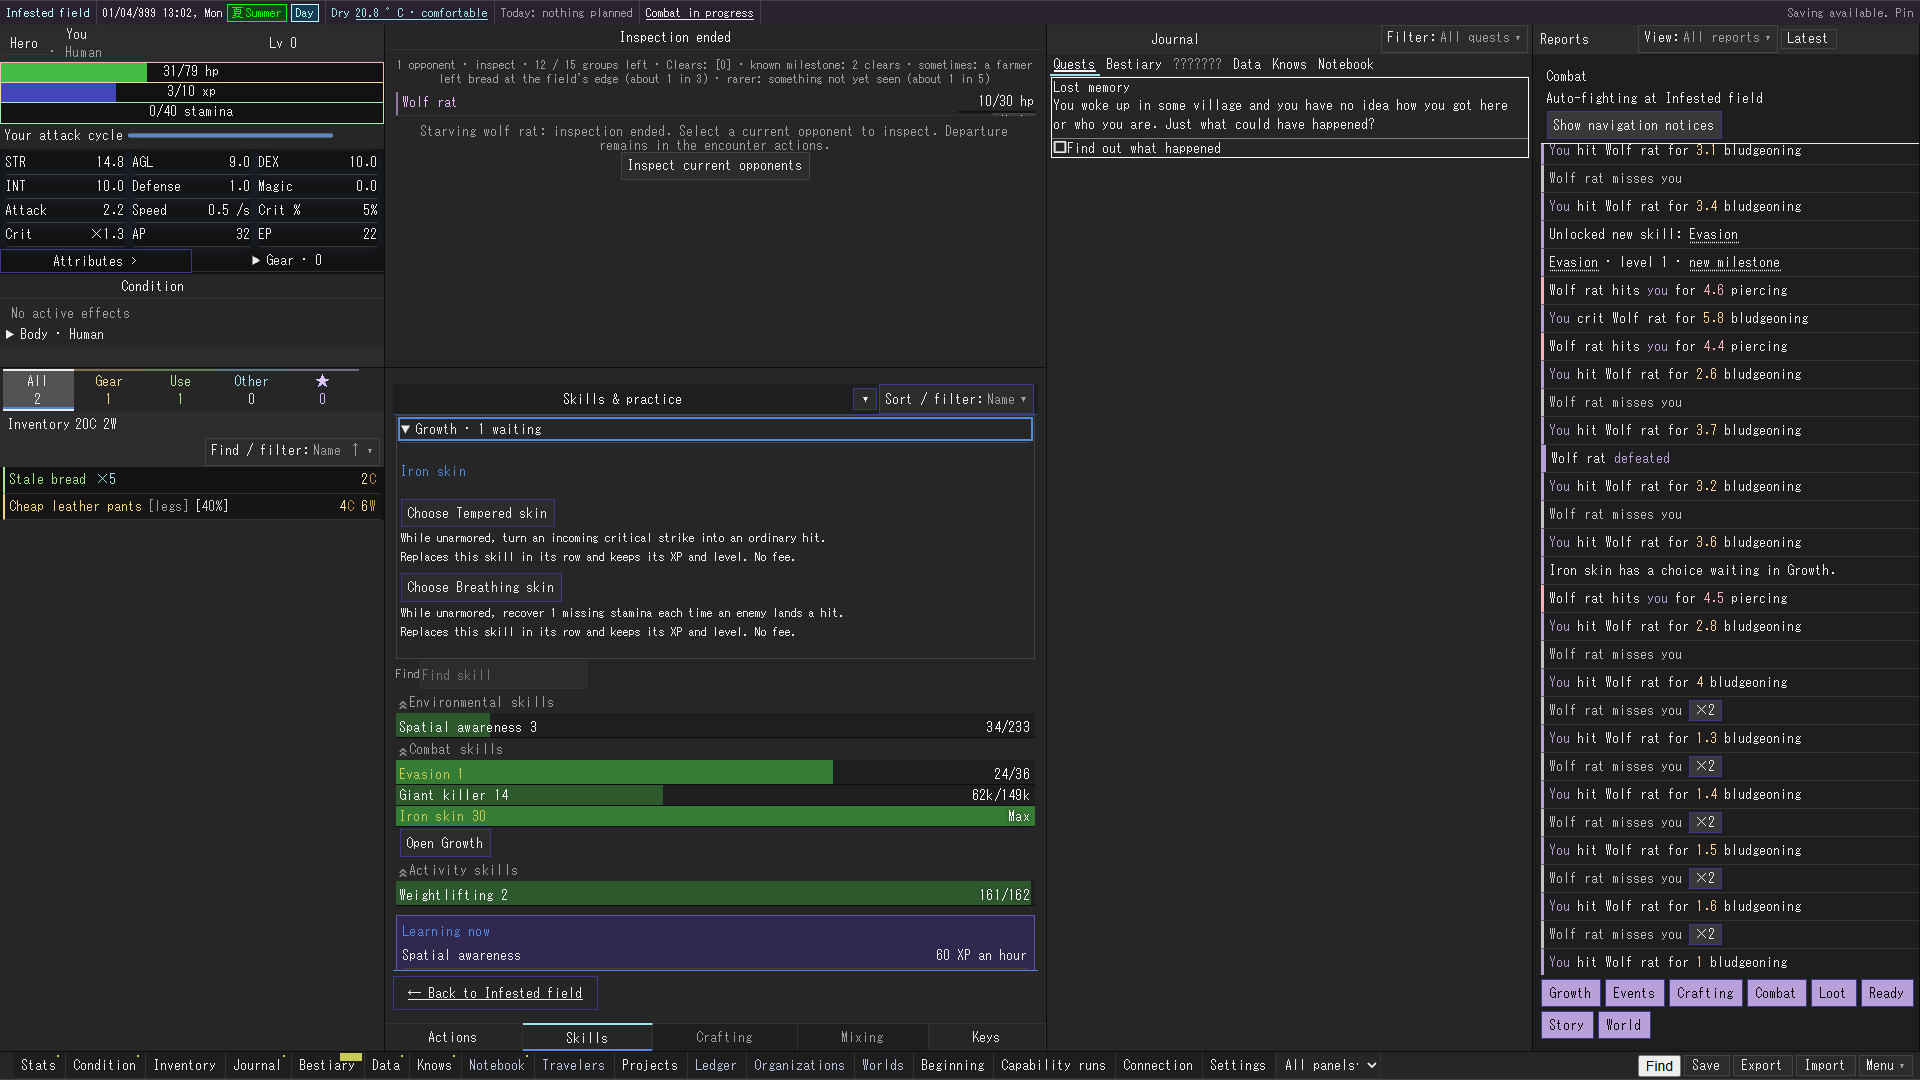 Infested field 01/04/999 13:02, Mon 夏Summer Day Dry 20.8 ° C · comfortable Today: nothing planned Combat in progress Saving available. Pin
Hero · You Lv 0
Human
31/79 hp
3/10 xp
0/40 stamina
Your attack cycle
STR 14.8 AGL 9.0 DEX 10.0
INT 10.0 Defense 1.0 Magic 0.0
Attack 2.2 Speed 0.5 /s Crit % 5%
Crit ×1.3 AP 32 EP 22
Attributes >
▶ Gear · 0
Condition
No active effects
▶ Body · Human
All Gear Use Other ★
2 1 1 0 0
Inventory 20C 2W
Find / filter: Name ↑ ▾
Stale bread ×5 2C
Cheap leather pants [legs] [40%] 4C 6W
Inspection ended
1 opponent · inspect · 12 / 15 groups left · Clears: [0] · known milestone: 2 clears · sometimes: a farmer
left bread at the field's edge (about 1 in 3) · rarer: something not yet seen (about 1 in 5)
Wolf rat 10/30 hp
Starving wolf rat: inspection ended. Select a current opponent to inspect. Departure
remains in the encounter actions.
Inspect current opponents
Skills & practice ▾ Sort / filter: Name ▾
▼ Growth · 1 waiting
Iron skin
Choose Tempered skin
While unarmored, turn an incoming critical strike into an ordinary hit.
Replaces this skill in its row and keeps its XP and level. No fee.
Choose Breathing skin
While unarmored, recover 1 missing stamina each time an enemy lands a hit.
Replaces this skill in its row and keeps its XP and level. No fee.
Find Find skill
Environmental skills
Spatial awareness 3 34/233
Combat skills
Evasion 1 24/36
Giant killer 14 62k/149k
Iron skin 30 Max
Open Growth
Activity skills
Weightlifting 2 161/162
Learning now
Spatial awareness 60 XP an hour
← Back to Infested field
Actions Skills Crafting Mixing Keys
Journal Filter: All quests ▾
Quests Bestiary ??????? Data Knows Notebook
Lost memory
You woke up in some village and you have no idea how you got here
or who you are. Just what could have happened?
Find out what happened
Reports View: All reports ▾ Latest
Combat
Auto-fighting at Infested field
Show navigation notices
You hit Wolf rat for 3.1 bludgeoning
Wolf rat misses you
You hit Wolf rat for 3.4 bludgeoning
Unlocked new skill: Evasion
Evasion · level 1 · new milestone
Wolf rat hits you for 4.6 piercing
You crit Wolf rat for 5.8 bludgeoning
Wolf rat hits you for 4.4 piercing
You hit Wolf rat for 2.6 bludgeoning
Wolf rat misses you
You hit Wolf rat for 3.7 bludgeoning
Wolf rat defeated
You hit Wolf rat for 3.2 bludgeoning
Wolf rat misses you
You hit Wolf rat for 3.6 bludgeoning
Iron skin has a choice waiting in Growth.
Wolf rat hits you for 4.5 piercing
You hit Wolf rat for 2.8 bludgeoning
Wolf rat misses you
You hit Wolf rat for 4 bludgeoning
Wolf rat misses you ×2
You hit Wolf rat for 1.3 bludgeoning
Wolf rat misses you ×2
You hit Wolf rat for 1.4 bludgeoning
Wolf rat misses you ×2
You hit Wolf rat for 1.5 bludgeoning
Wolf rat misses you ×2
You hit Wolf rat for 1.6 bludgeoning
Wolf rat misses you ×2
You hit Wolf rat for 1 bludgeoning
Growth Events Crafting Combat Loot Ready
Story World
Stats Condition Inventory Journal Bestiary Data Knows Notebook Travelers Projects Ledger Organizations Worlds Beginning Capability runs Connection Settings All panels· Find Save Export Import Menu ▾